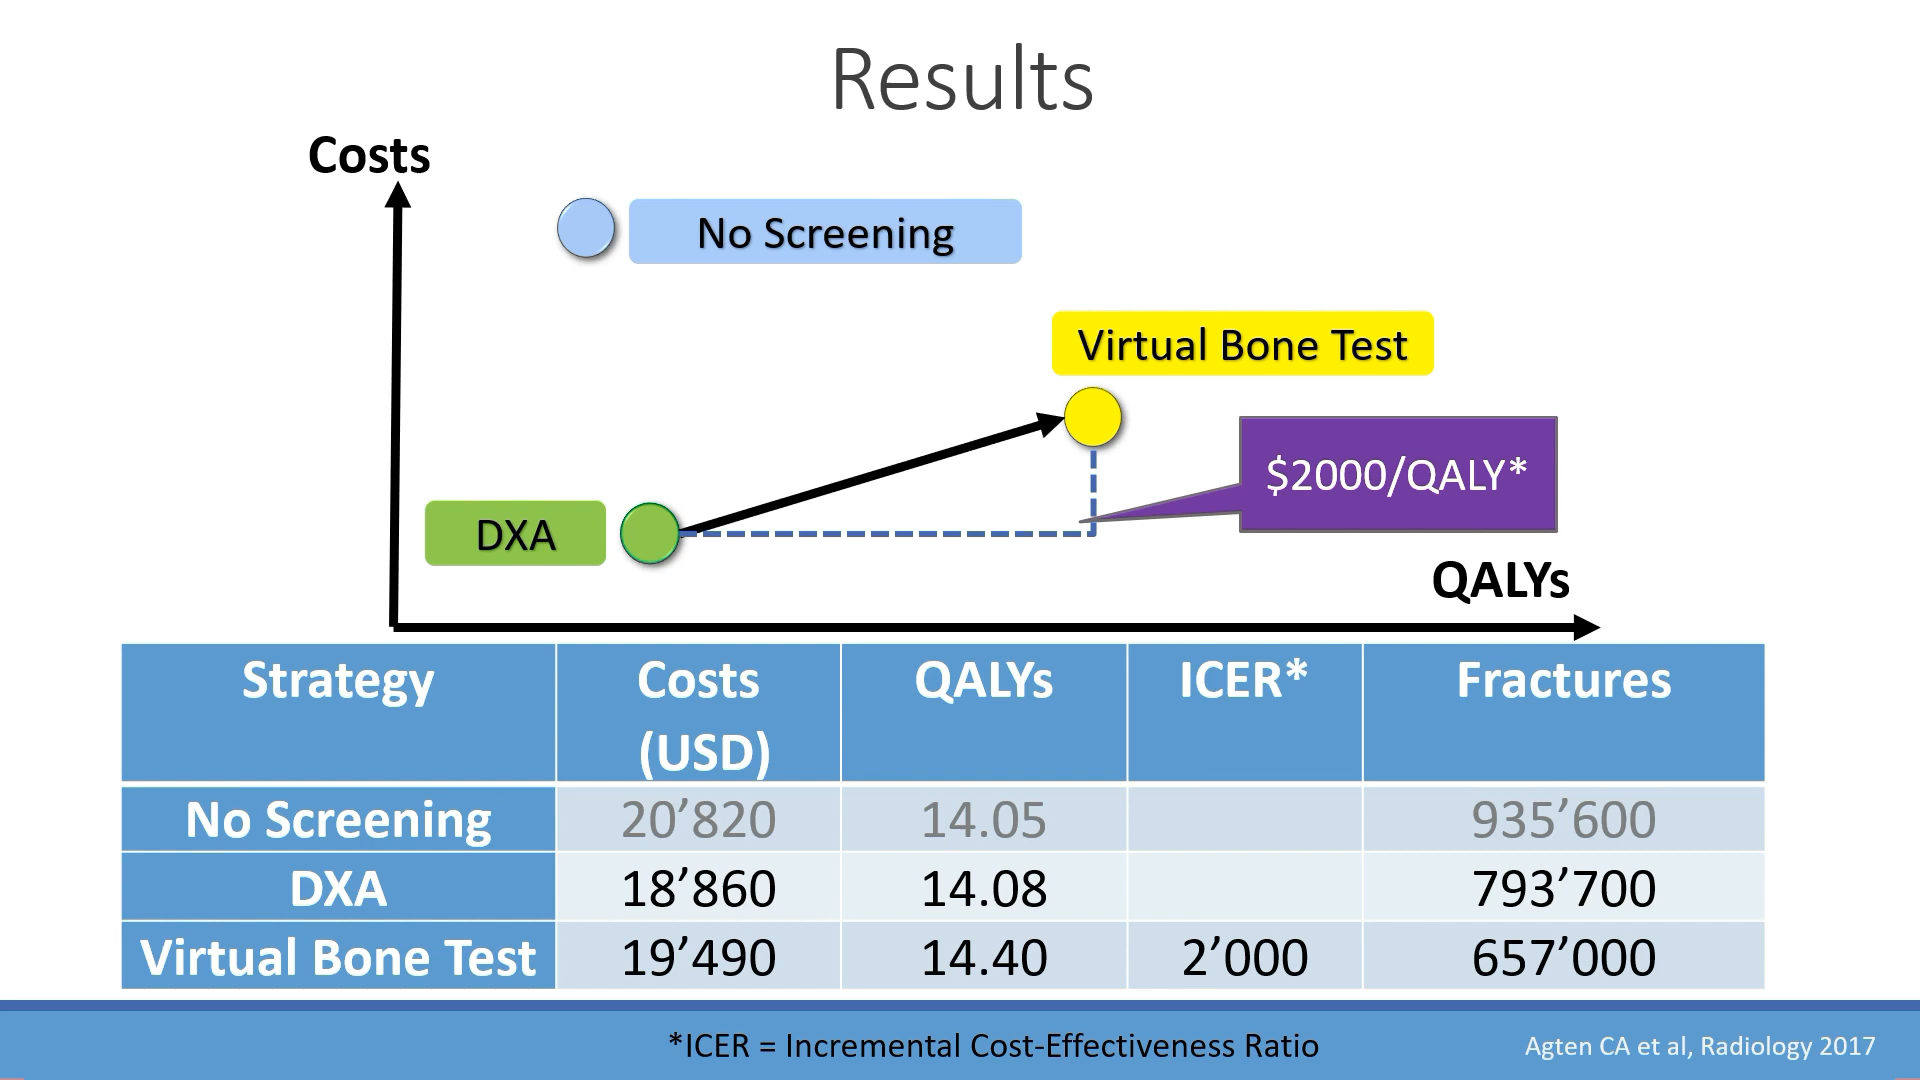 Results
Costs
No Screening
Virtual Bone Test
$2000/QALY*
DXA
QALYs
Strategy Costs (USD) QALYs ICER* Fractures
No Screening 20’820 14.05 935’600
DXA 18’860 14.08 793’700
Virtual Bone Test 19’490 14.40 2’000 657’000
*ICER = Incremental Cost-Effectiveness Ratio
Agten CA et al, Radiology 2017